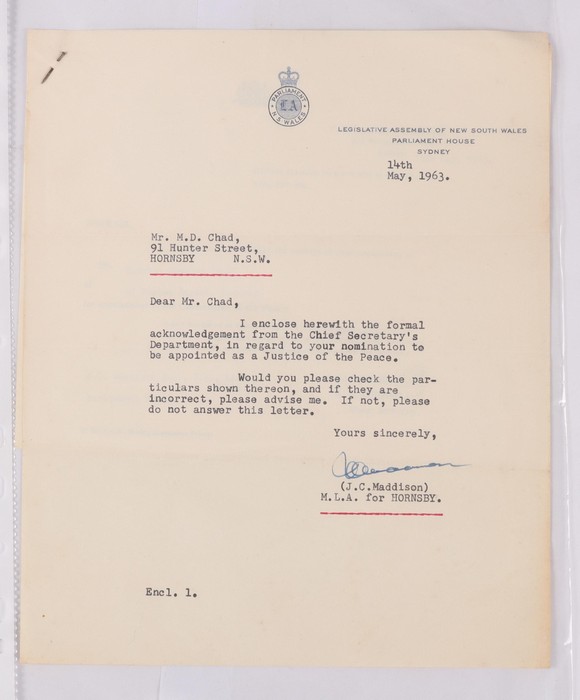 PARLIAMENT
LA
N.S. WALES
LEGISLATIVE ASSEMBLY OF NEW SOUTH WALES
PARLIAMENT HOUSE
SYDNEY
14th
May, 1963.
Mr. M.D. Chad,
91 Hunter Street,
HORNSBY N.S.W.
Dear Mr. Chad,
I enclose herewith the formal
acknowledgement from the Chief Secretary's
Department, in regard to your nomination to
be appointed as a Justice of the Peace.
Would you please check the par-
ticulars shown thereon, and if they are
incorrect, please advise me. If not, please
do not answer this letter.
Yours sincerely,
(J.C.Maddison)
M.L.A. for HORNSBY.
Encl. 1.